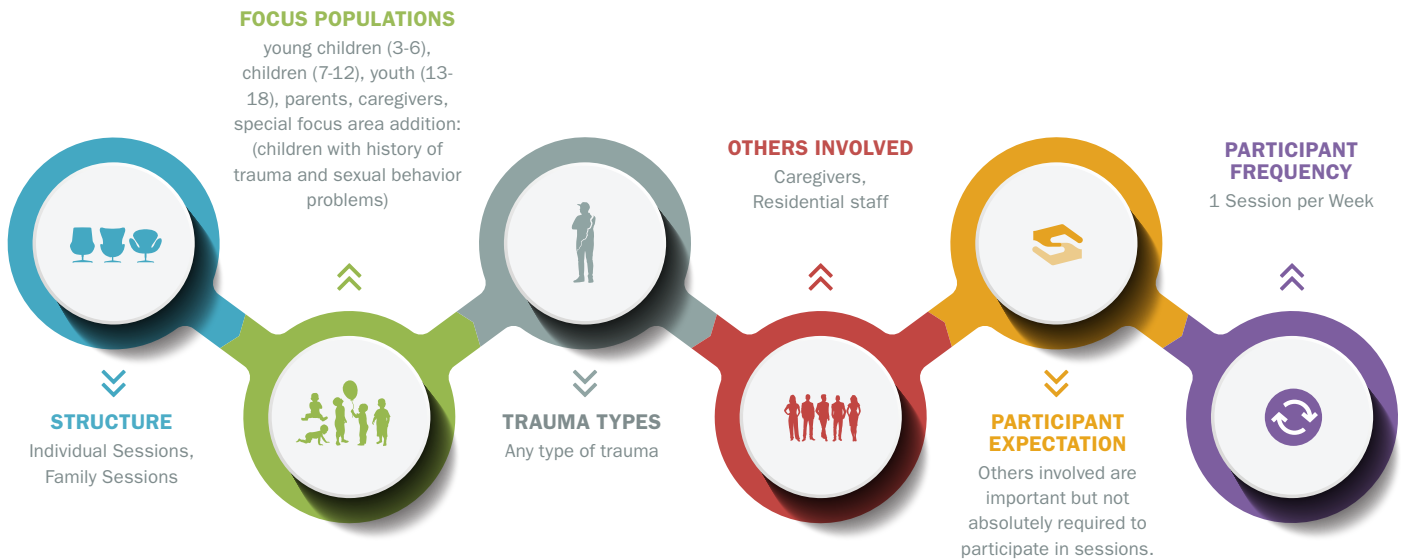 FOCUS POPULATIONS
young children (3-6),
children (7-12), youth (13-
18), parents, caregivers,
special focus area addition:
(children with history of
trauma and sexual behavior
problems)
OTHERS INVOLVED
Caregivers,
Residential staff
PARTICIPANT
FREQUENCY
1 Session per Week
STRUCTURE
Individual Sessions,
Family Sessions
TRAUMA TYPES
Any type of trauma
PARTICIPANT
EXPECTATION
Others involved are
important but not
absolutely required to
participate in sessions.